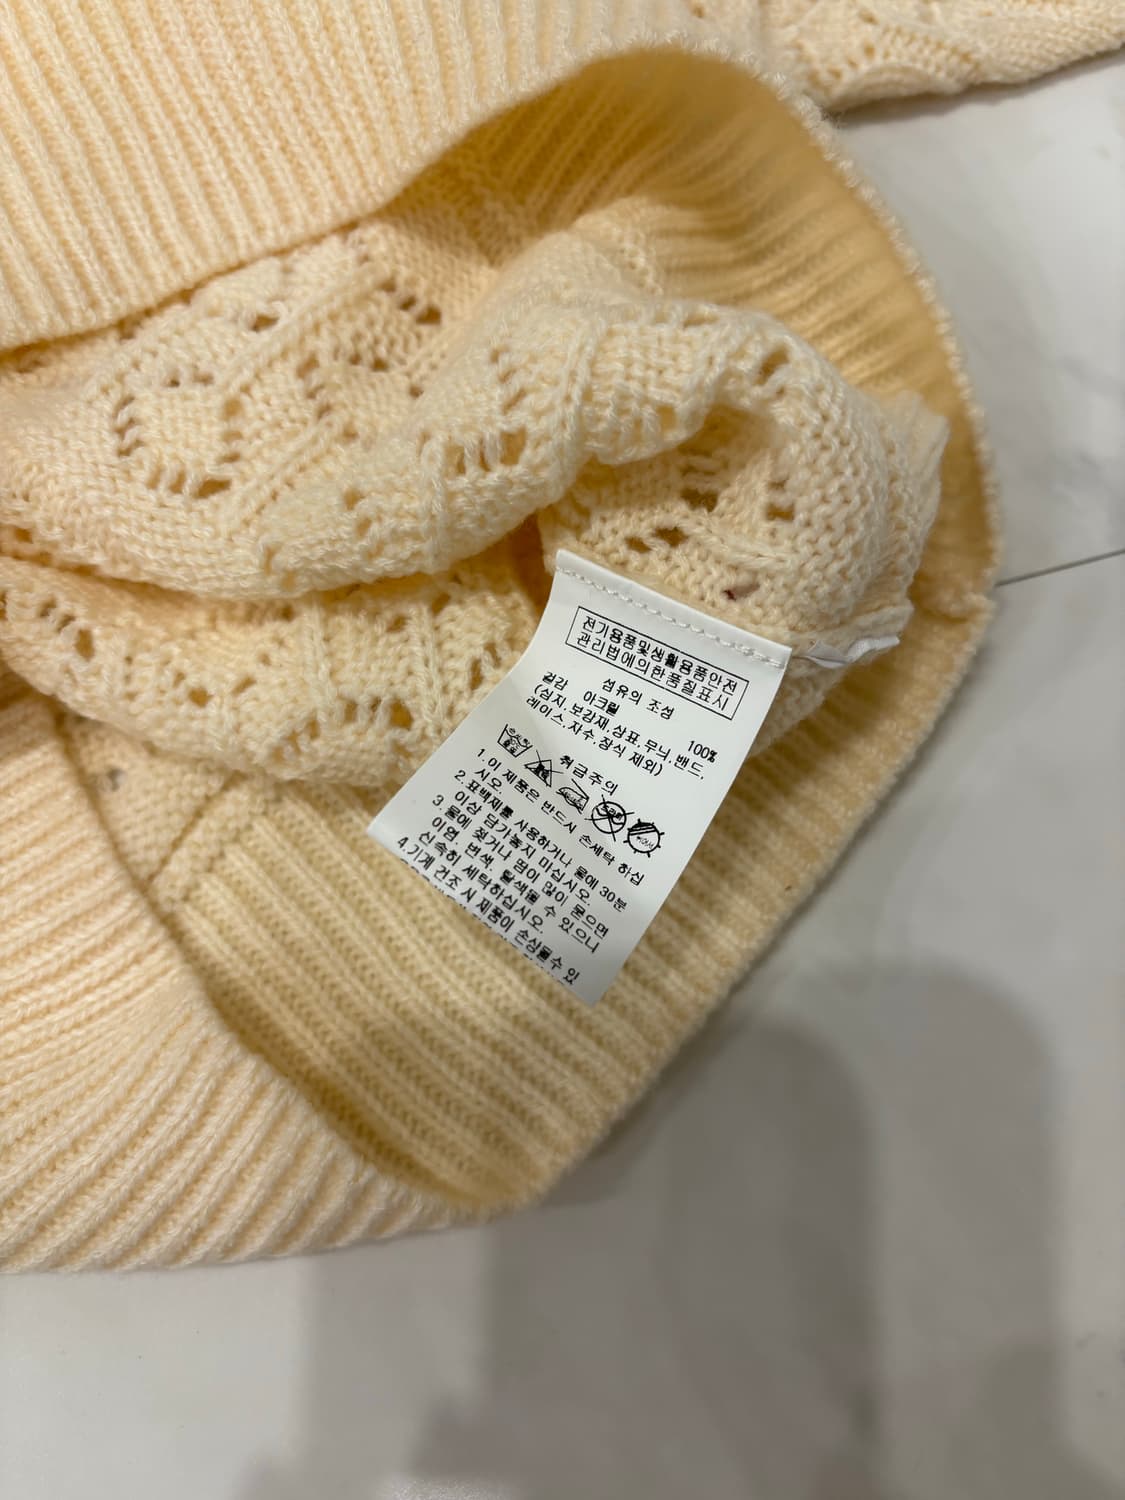 전기용품및생활용품안전
관리법에의한품질표시
섬유의 조성
겉감 아크릴 100%
(심지,보강재,상표,무늬,밴드,
레이스,자수,장식 제외)
취급주의
1.이 제품은 반드시 손세탁 하십
시오.
2.표백제를 사용하거나 물에 30분
이상 담가놓지 마십시오.
3.물에 젖거나 땀이 많이 묻으면
이염, 변색, 탈색될 수 있으니
신속히 세탁하십시오.
4.기계 건조 시 제품이 손상될수 있